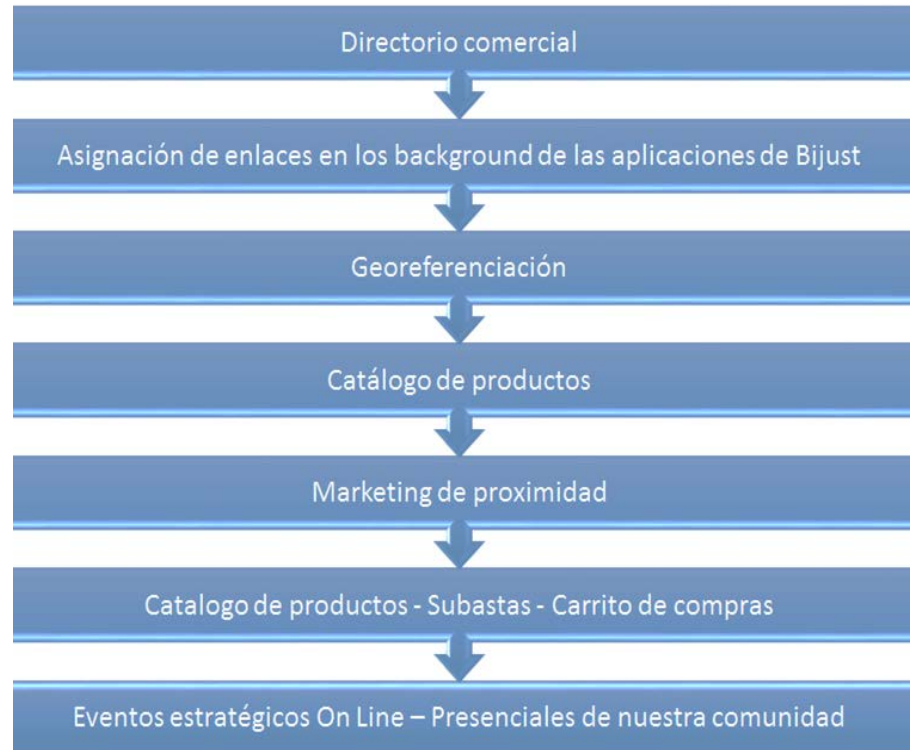 Directorio comercial
Asignación de enlaces en los background de las aplicaciones de Bijust
Georeferenciación
Catálogo de productos
Marketing de proximidad
Catalogo de productos - Subastas - Carrito de compras
Eventos estratégicos On Line – Presenciales de nuestra comunidad